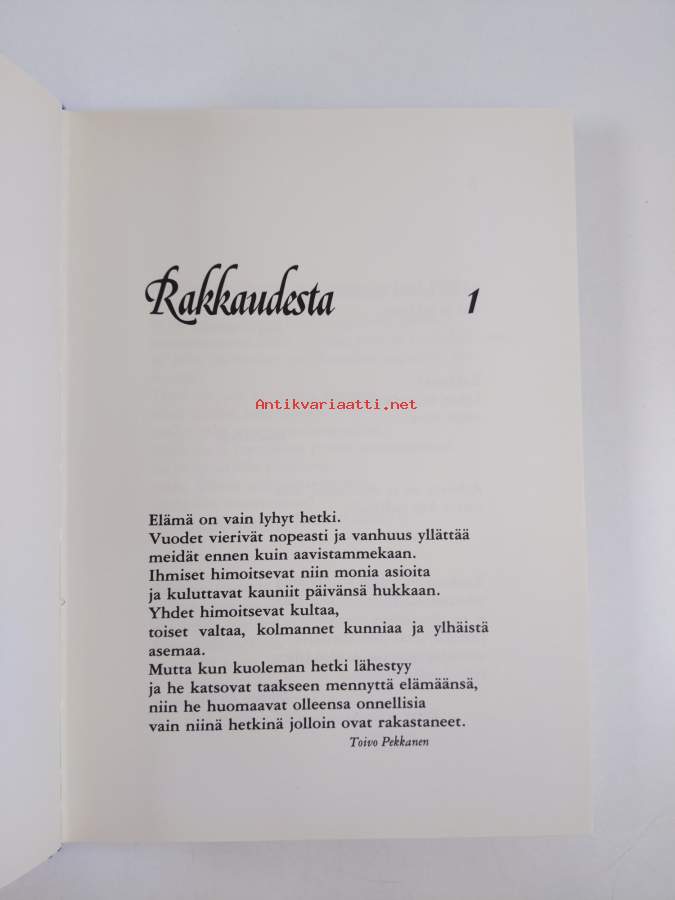 Rakkaudesta 1
Antikvariaatti.net
Elämä on vain lyhyt hetki.
Vuodet vierivät nopeasti ja vanhuus yllättää
meidät ennen kuin aavistammekaan.
Ihmiset himoitsevat niin monia asioita
ja kuluttavat kauniit päivänsä hukkaan.
Yhdet himoitsevat kultaa,
toiset valtaa, kolmannet kunniaa ja ylhäistä
asemaa.
Mutta kun kuoleman hetki lähestyy
ja he katsovat taakseen mennyttä elämäänsä,
niin he huomaavat olleensa onnellisia
vain niinä hetkinä jolloin ovat rakastaneet.
Toivo Pekkanen